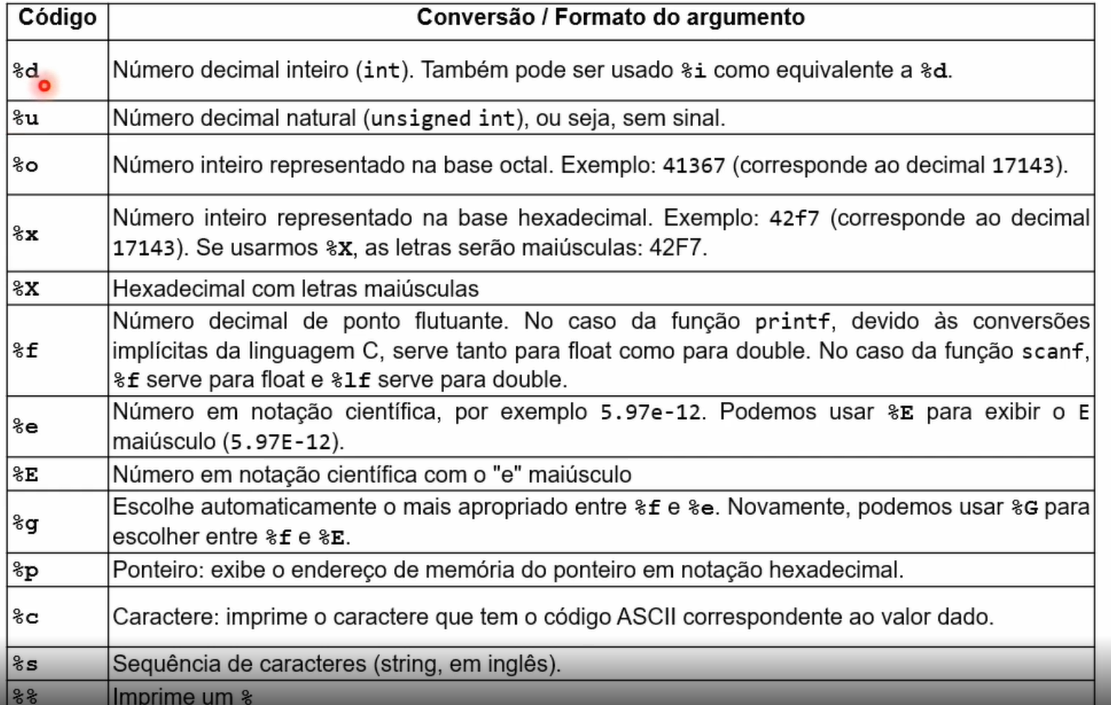 Código Conversão / Formato do argumento
%d Número decimal inteiro (int). Também pode ser usado %i como equivalente a %d.
%u Número decimal natural (unsigned int), ou seja, sem sinal.
%o Número inteiro representado na base octal. Exemplo: 41367 (corresponde ao decimal 17143).
%x Número inteiro representado na base hexadecimal. Exemplo: 42f7 (corresponde ao decimal
17143). Se usarmos %X, as letras serão maiúsculas: 42F7.
%X Hexadecimal com letras maiúsculas
%f Número decimal de ponto flutuante. No caso da função printf, devido às conversões
implícitas da linguagem C, serve tanto para float como para double. No caso da função scanf,
%f serve para float e %lf serve para double.
%e Número em notação científica, por exemplo 5.97e-12. Podemos usar %E para exibir o E
maiúsculo (5.97E-12).
%E Número em notação científica com o "e" maiúsculo
%g Escolhe automaticamente o mais apropriado entre %f e %e. Novamente, podemos usar %G para
escolher entre %f e %E.
%p Ponteiro: exibe o endereço de memória do ponteiro em notação hexadecimal.
%c Caractere: imprime o caractere que tem o código ASCII correspondente ao valor dado.
%s Sequência de caracteres (string, em inglês).
%% Imprime um %